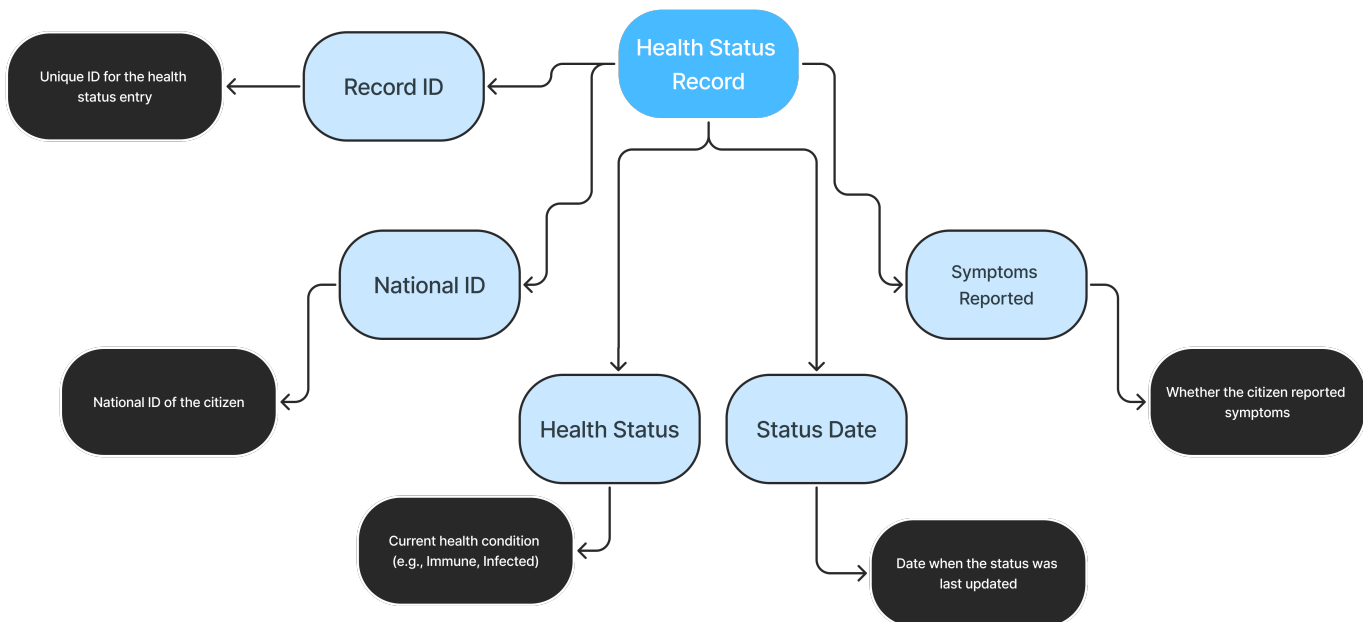 Health Status
Record
Record ID
Unique ID for the health
status entry
National ID
National ID of the citizen
Symptoms
Reported
Whether the citizen reported
symptoms
Health Status
Status Date
Current health condition
(e.g., Immune, Infected)
Date when the status was
last updated